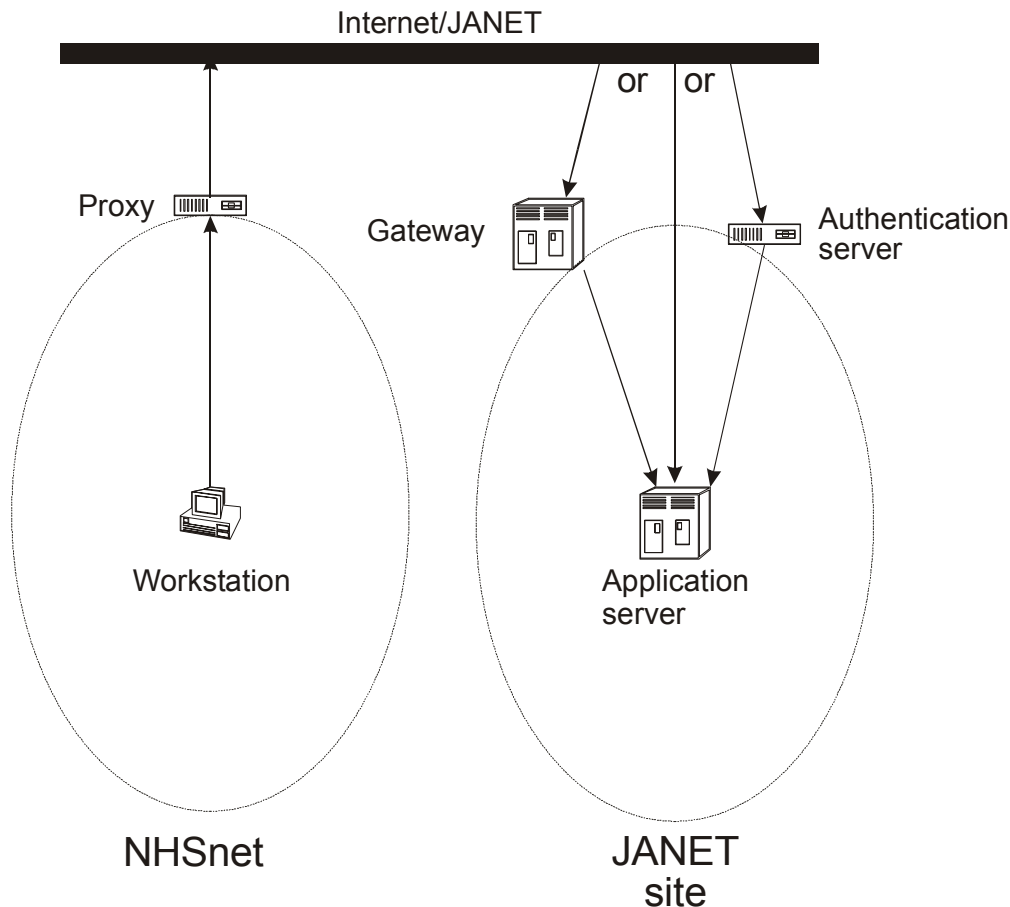 Internet/JANET
or or
Proxy
Gateway
Authentication
server
Workstation
Application
server
NHSnet
JANET
site